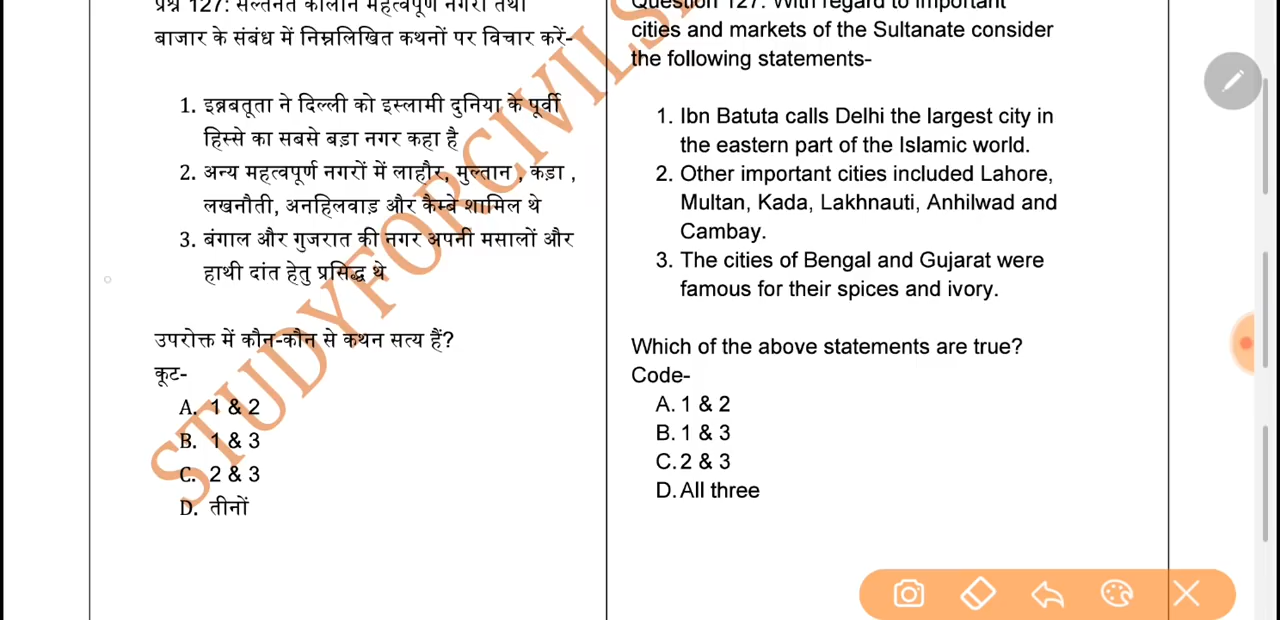 प्रश्न 127: सल्तनत कालीन महत्वपूर्ण नगरों तथा
बाजार के संबंध में निम्नलिखित कथनों पर विचार करें-
1. इब्नबतूता ने दिल्ली को इस्लामी दुनिया के पूर्वी
हिस्से का सबसे बड़ा नगर कहा है
2. अन्य महत्वपूर्ण नगरों में लाहौर, मुल्तान , कड़ा ,
लखनौती, अनहिलवाड़ और कैम्बे शामिल थे
3. बंगाल और गुजरात की नगर अपनी मसालों और
हाथी दांत हेतु प्रसिद्ध थे
उपरोक्त में कौन-कौन से कथन सत्य हैं?
कूट-
A. 1 & 2
B. 1 & 3
C. 2 & 3
D. तीनों
Question 127: With regard to important
cities and markets of the Sultanate consider
the following statements-
1. Ibn Batuta calls Delhi the largest city in
the eastern part of the Islamic world.
2. Other important cities included Lahore,
Multan, Kada, Lakhnauti, Anhilwad and
Cambay.
3. The cities of Bengal and Gujarat were
famous for their spices and ivory.
Which of the above statements are true?
Code-
A. 1 & 2
B. 1 & 3
C. 2 & 3
D. All three
STUDYFORCIVILS